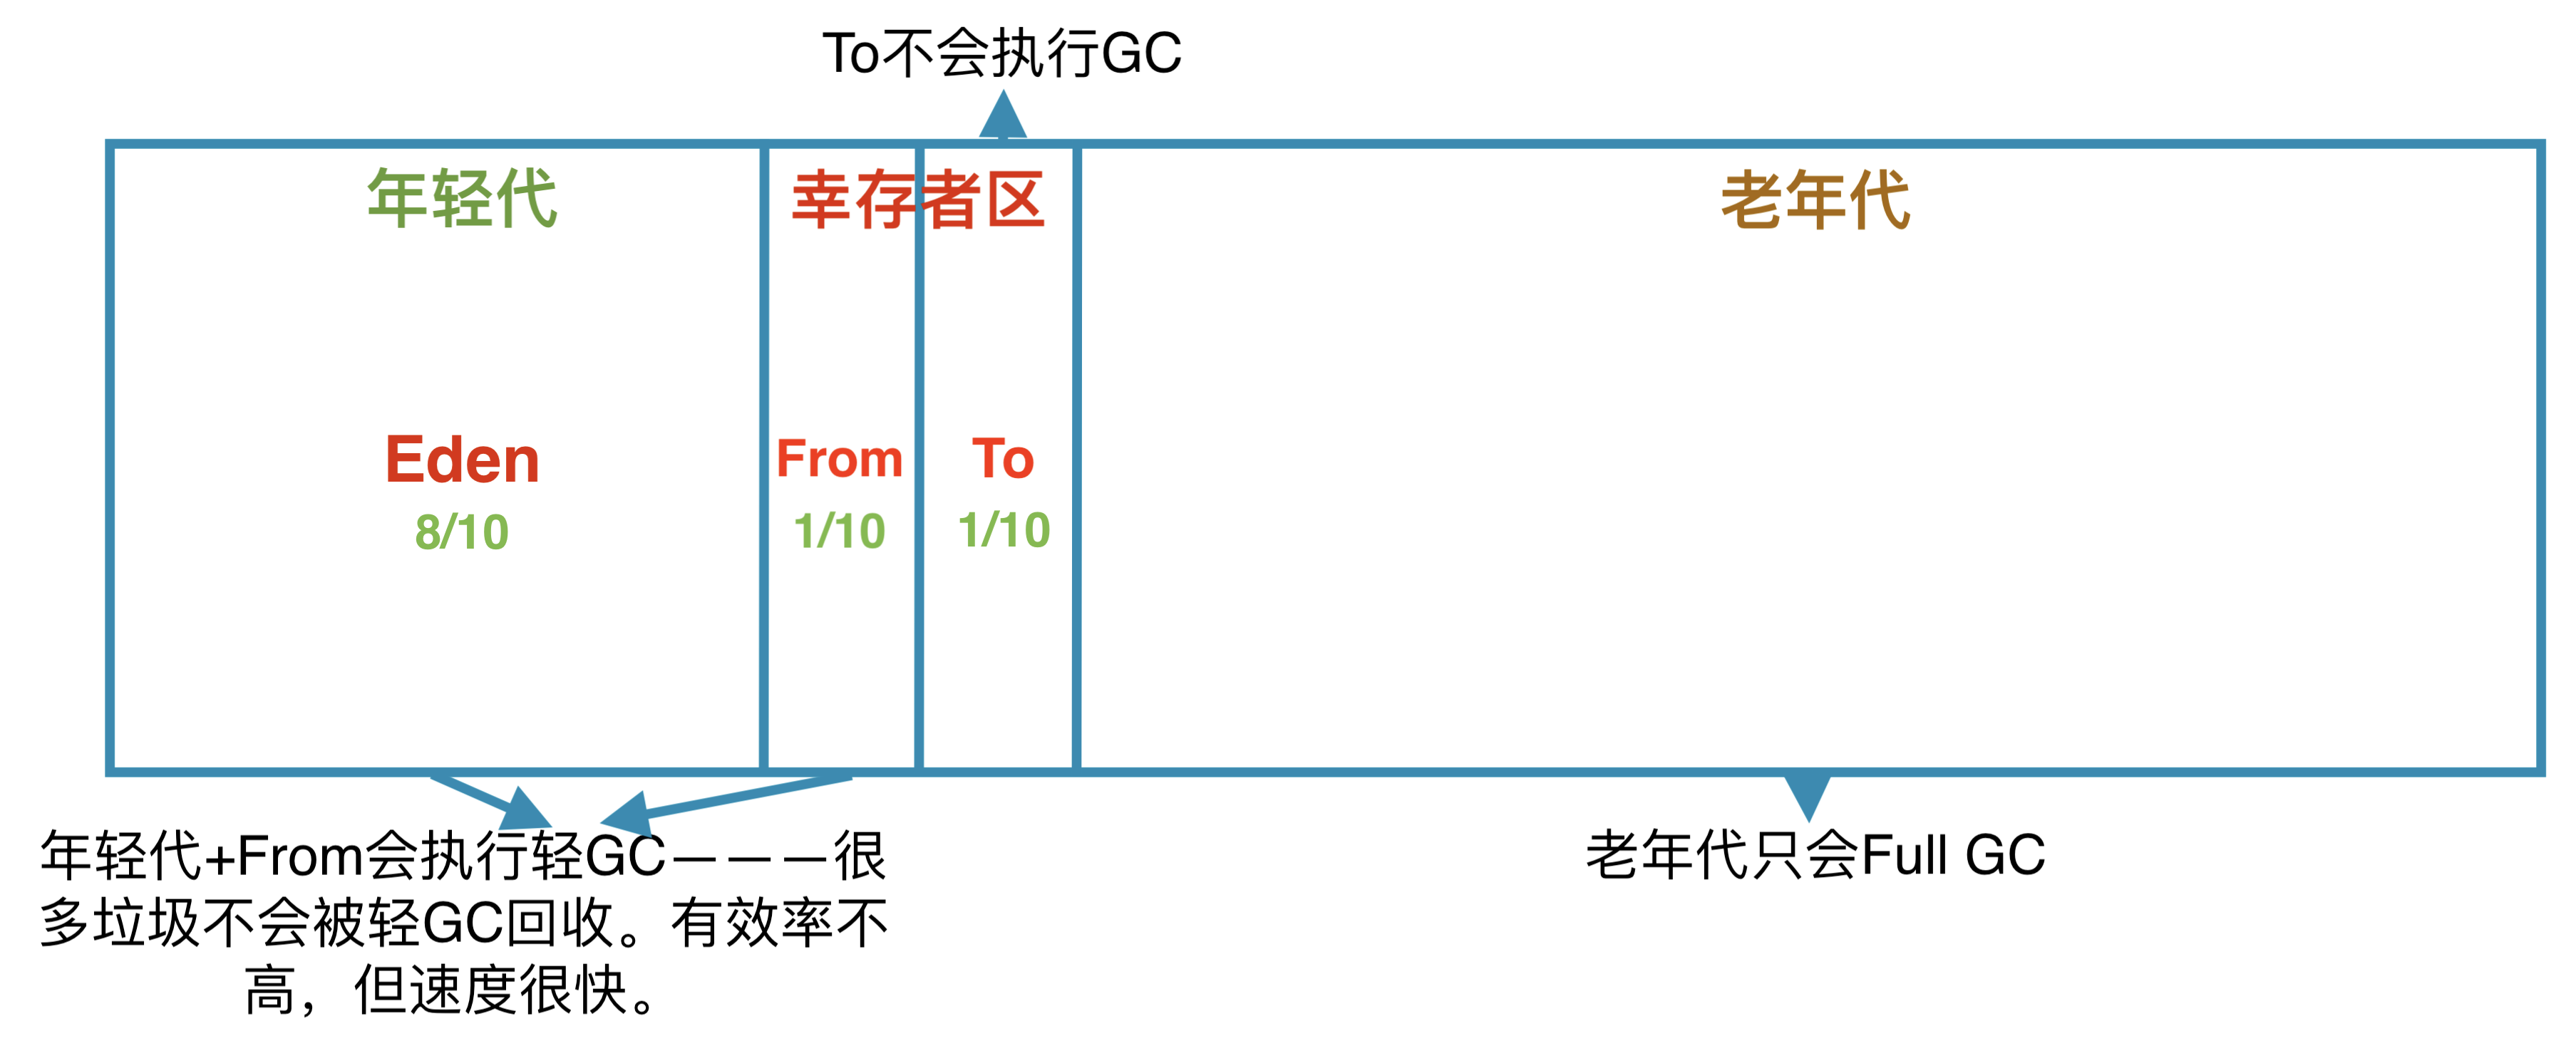 To不会执行GC
年轻代
幸存者区
老年代
Eden
From
To
8/10
1/10
1/10
年轻代+From会执行轻GC———很
多垃圾不会被轻GC回收。有效率不
高，但速度很快。
老年代只会Full GC